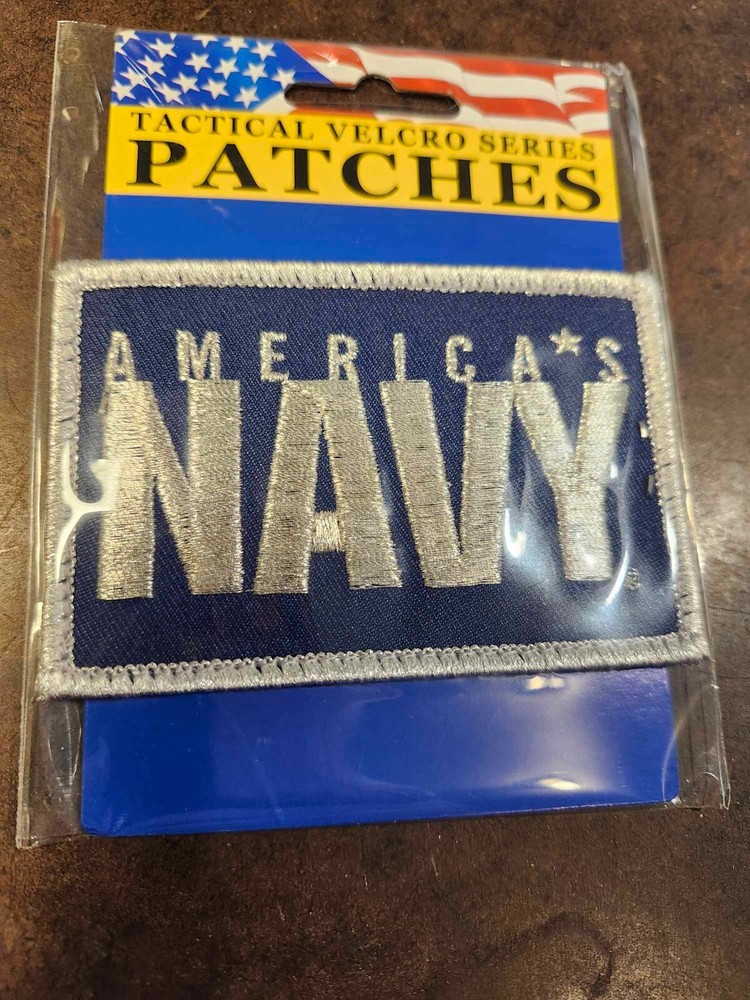 TACTICAL VELCRO SERIES
PATCHES
AMERICA★S
NAVY